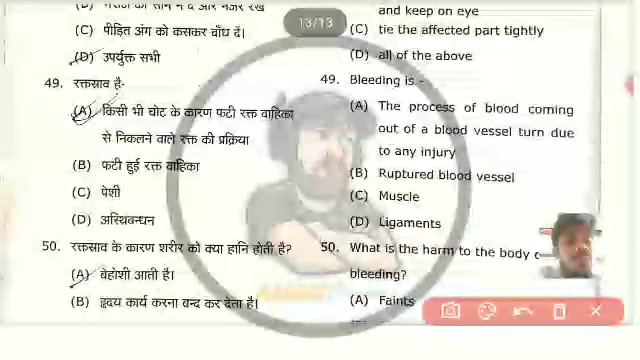 13/13
(C) पीड़ित अंग को कसकर बाँध दें।
(D) उपर्युक्त सभी
49. रक्तस्राव है-
(A) किसी भी चोट के कारण फटी रक्त वाहिका
से निकलने वाले रक्त की प्रक्रिया
(B) फटी हुई रक्त वाहिका
(C) पेशी
(D) अस्थिबन्धन
50. रक्तस्राव के कारण शरीर को क्या हानि होती है?
(A) बेहोशी आती है।
(B) हृदय कार्य करना बन्द कर देता है।
and keep on eye
(C) tie the affected part tightly
(D) all of the above
49. Bleeding is -
(A) The process of blood coming
out of a blood vessel turn due
to any injury
(B) Ruptured blood vessel
(C) Muscle
(D) Ligaments
50. What is the harm to the body
bleeding?
(A) Faints